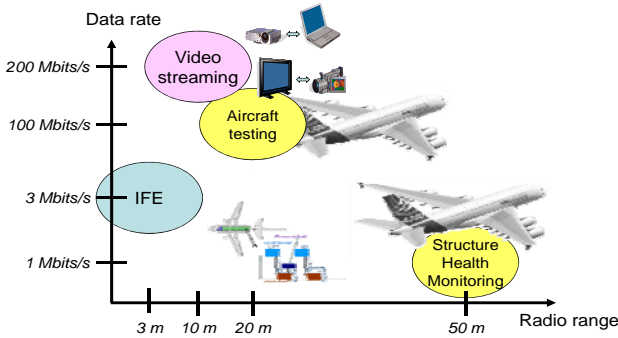 Data rate
200 Mbits/s
Video
streaming
100 Mbits/s
Aircraft
testing
3 Mbits/s
IFE
1 Mbits/s
Structure
Health
Monitoring
3 m
10 m
20 m
50 m
Radio range